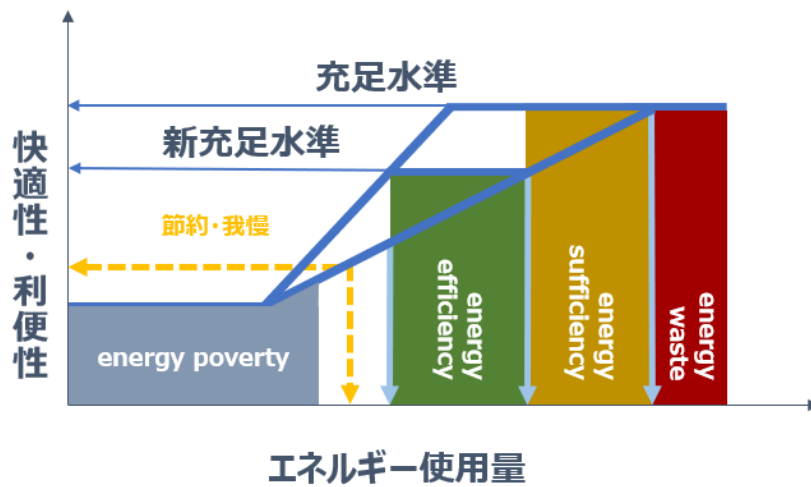 充足水準
新充足水準
節約・我慢
快適性・利便性
energy poverty
energy
efficiency
energy
sufficiency
energy
waste
エネルギー使用量